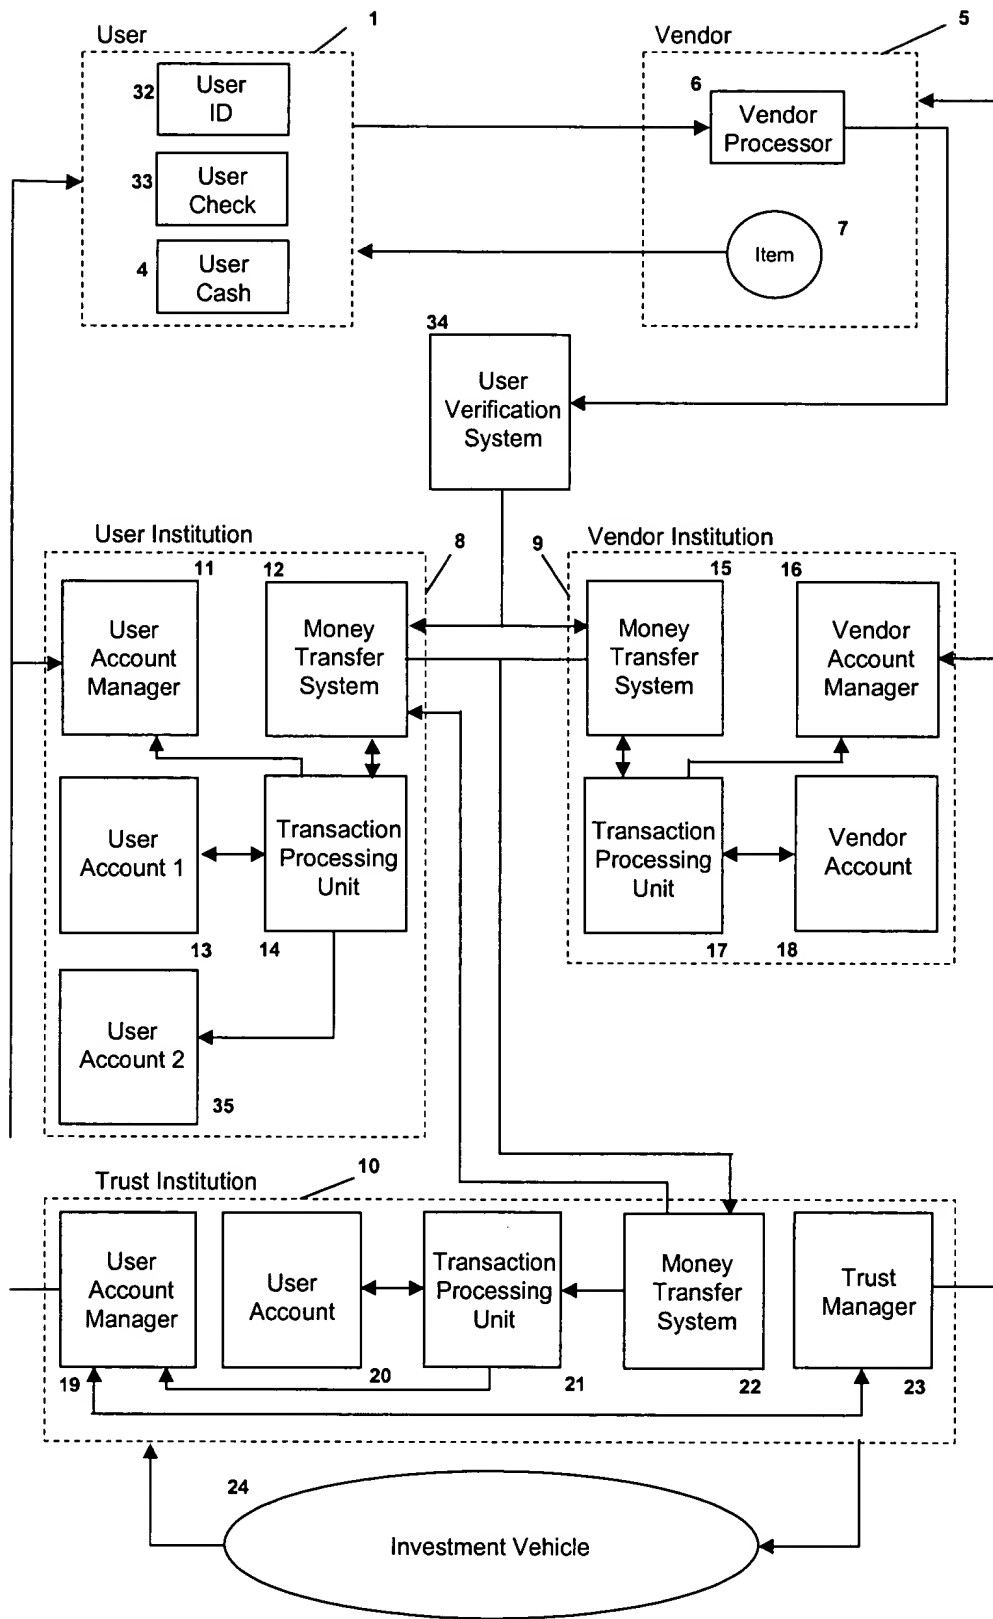 User
1
Vendor
5
32
User
ID
6
Vendor
Processor
33
User
Check
4
User
Cash
7
Item
34
User
Verification
System
User Institution
8
9
Vendor Institution
11
12
15
16
User
Account
Manager
Money
Transfer
System
Money
Transfer
System
Vendor
Account
Manager
User
Account 1
Transaction
Processing
Unit
Transaction
Processing
Unit
Vendor
Account
13
14
17
18
User
Account 2
35
Trust Institution
10
User
Account
Manager
User
Account
Transaction
Processing
Unit
Money
Transfer
System
Trust
Manager
19
20
21
22
23
24
Investment Vehicle